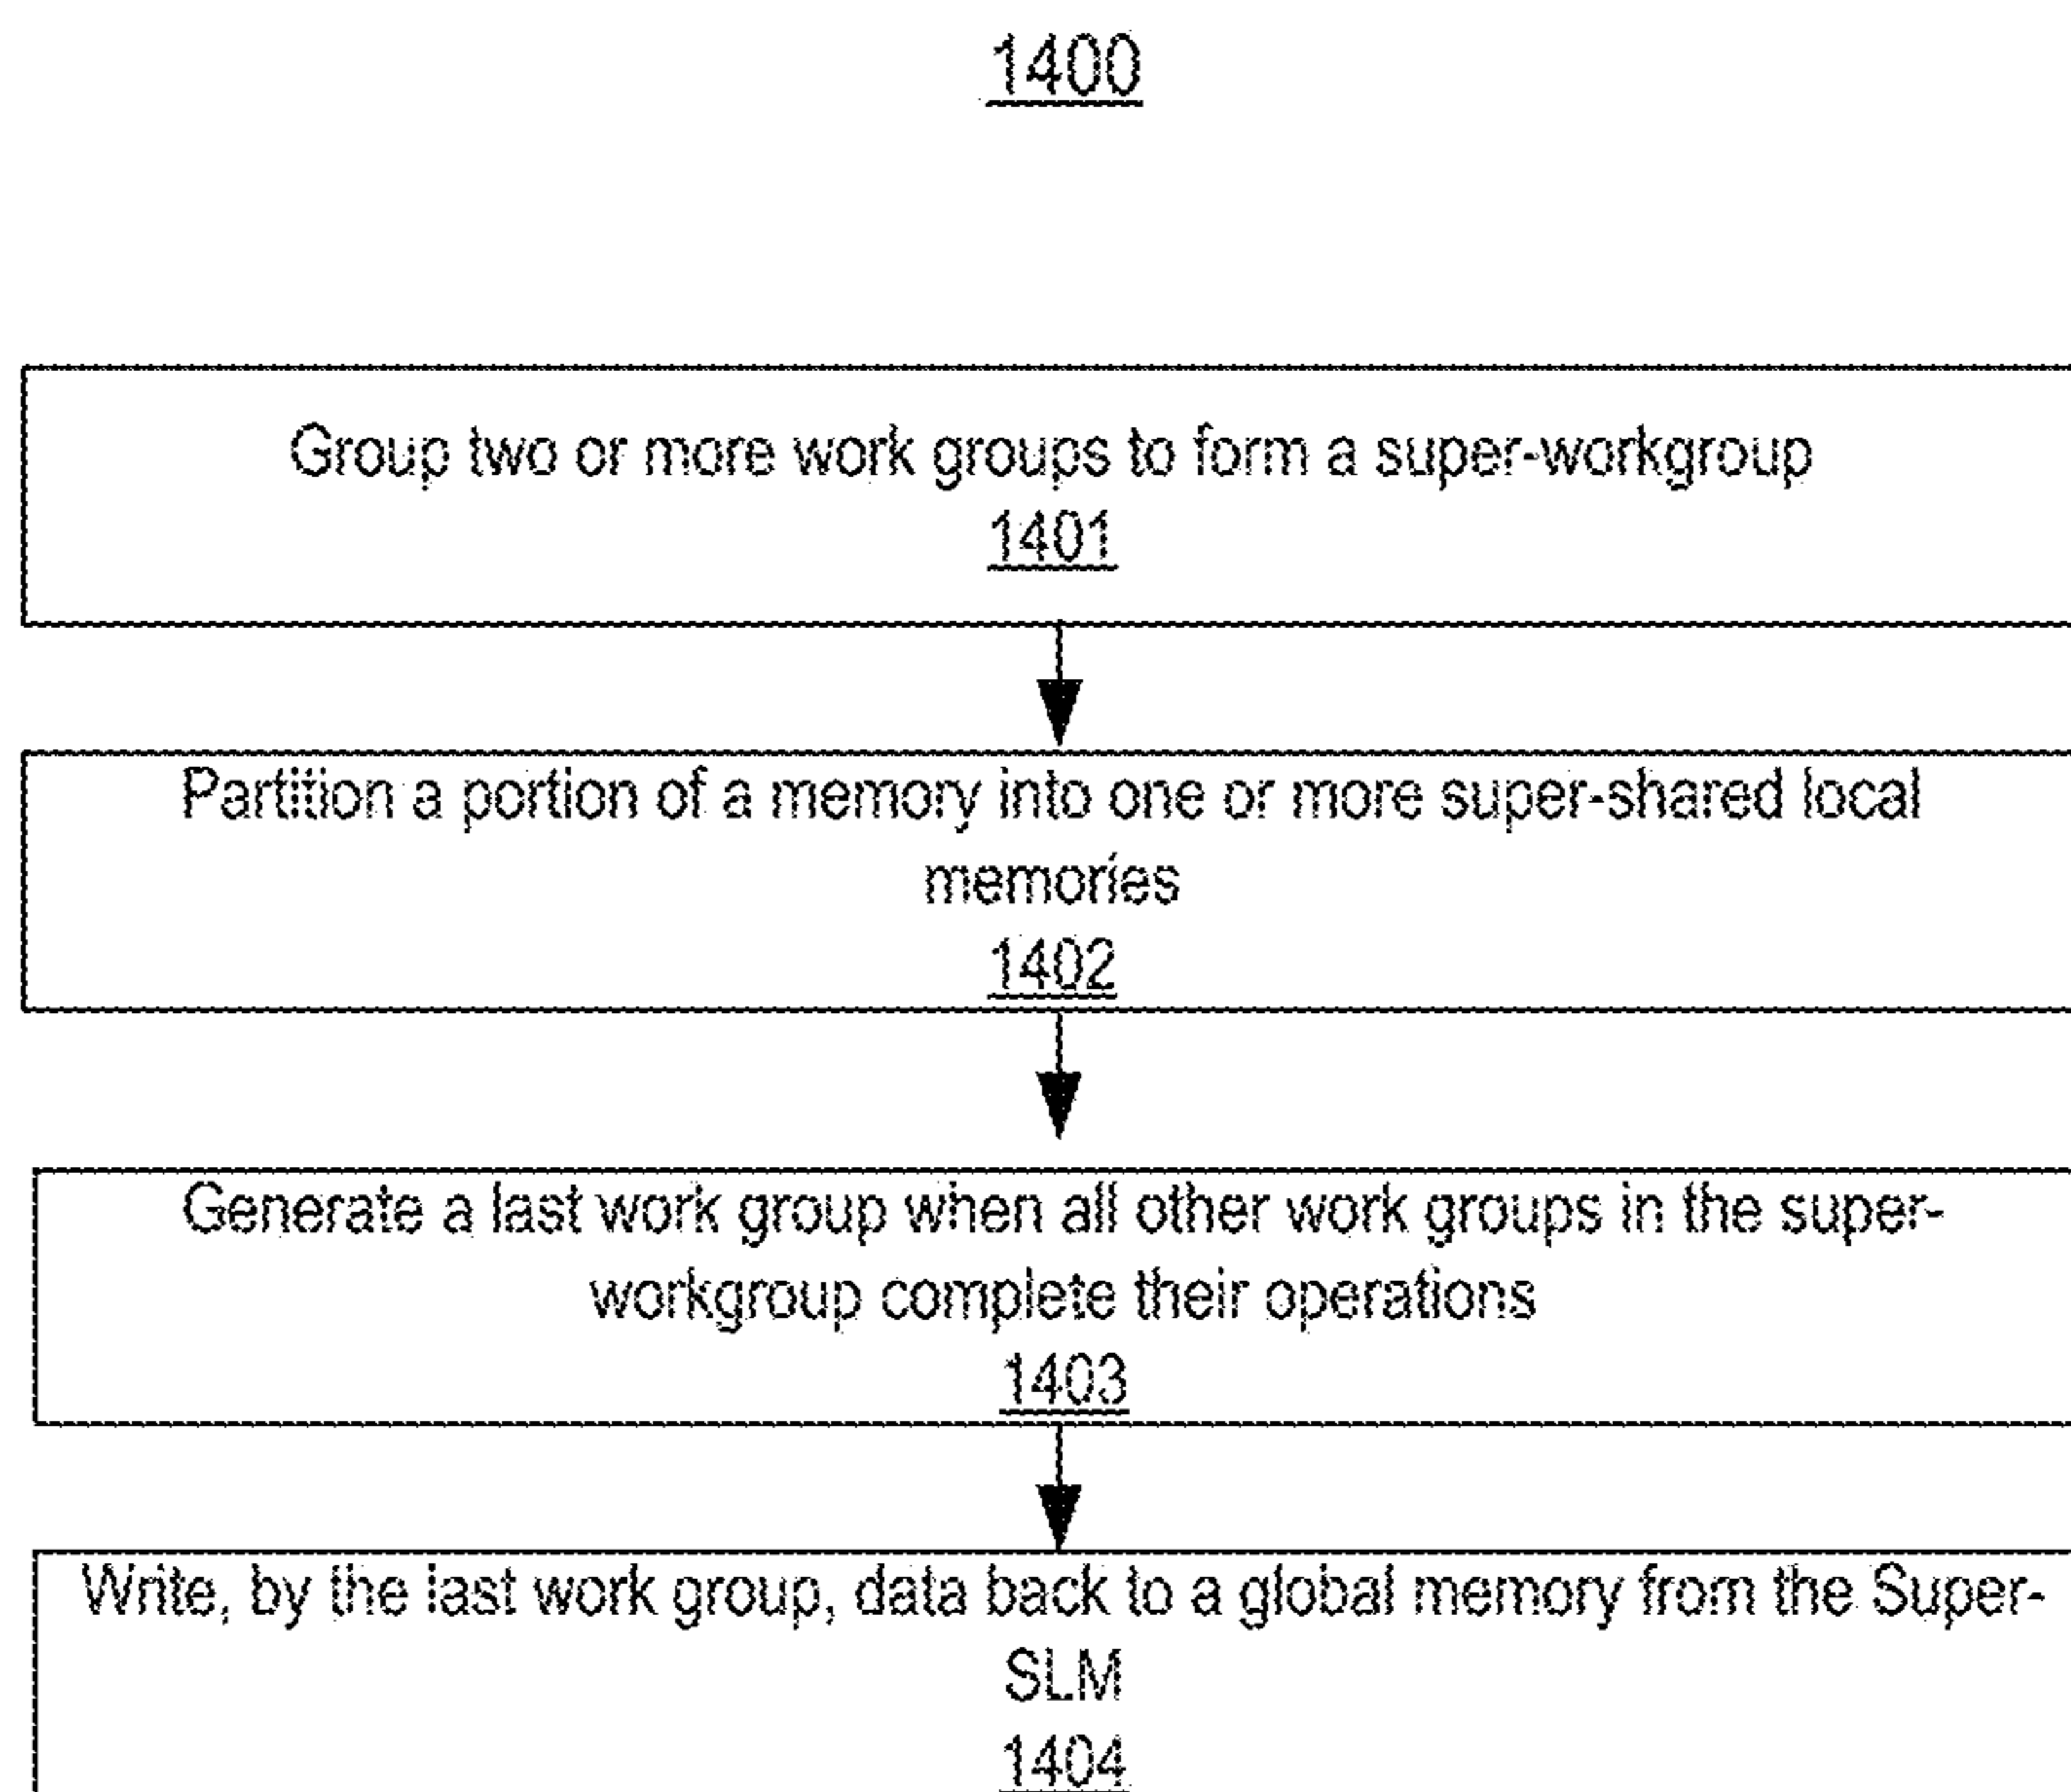 1400
Group two or more work groups to form a super-workgroup
1401
Partition a portion of a memory into one or more super-shared local
memories
1402
Generate a last work group when all other work groups in the super-
workgroup complete their operations
1403
Write, by the last work group, data back to a global memory from the Super-
SLM
1404